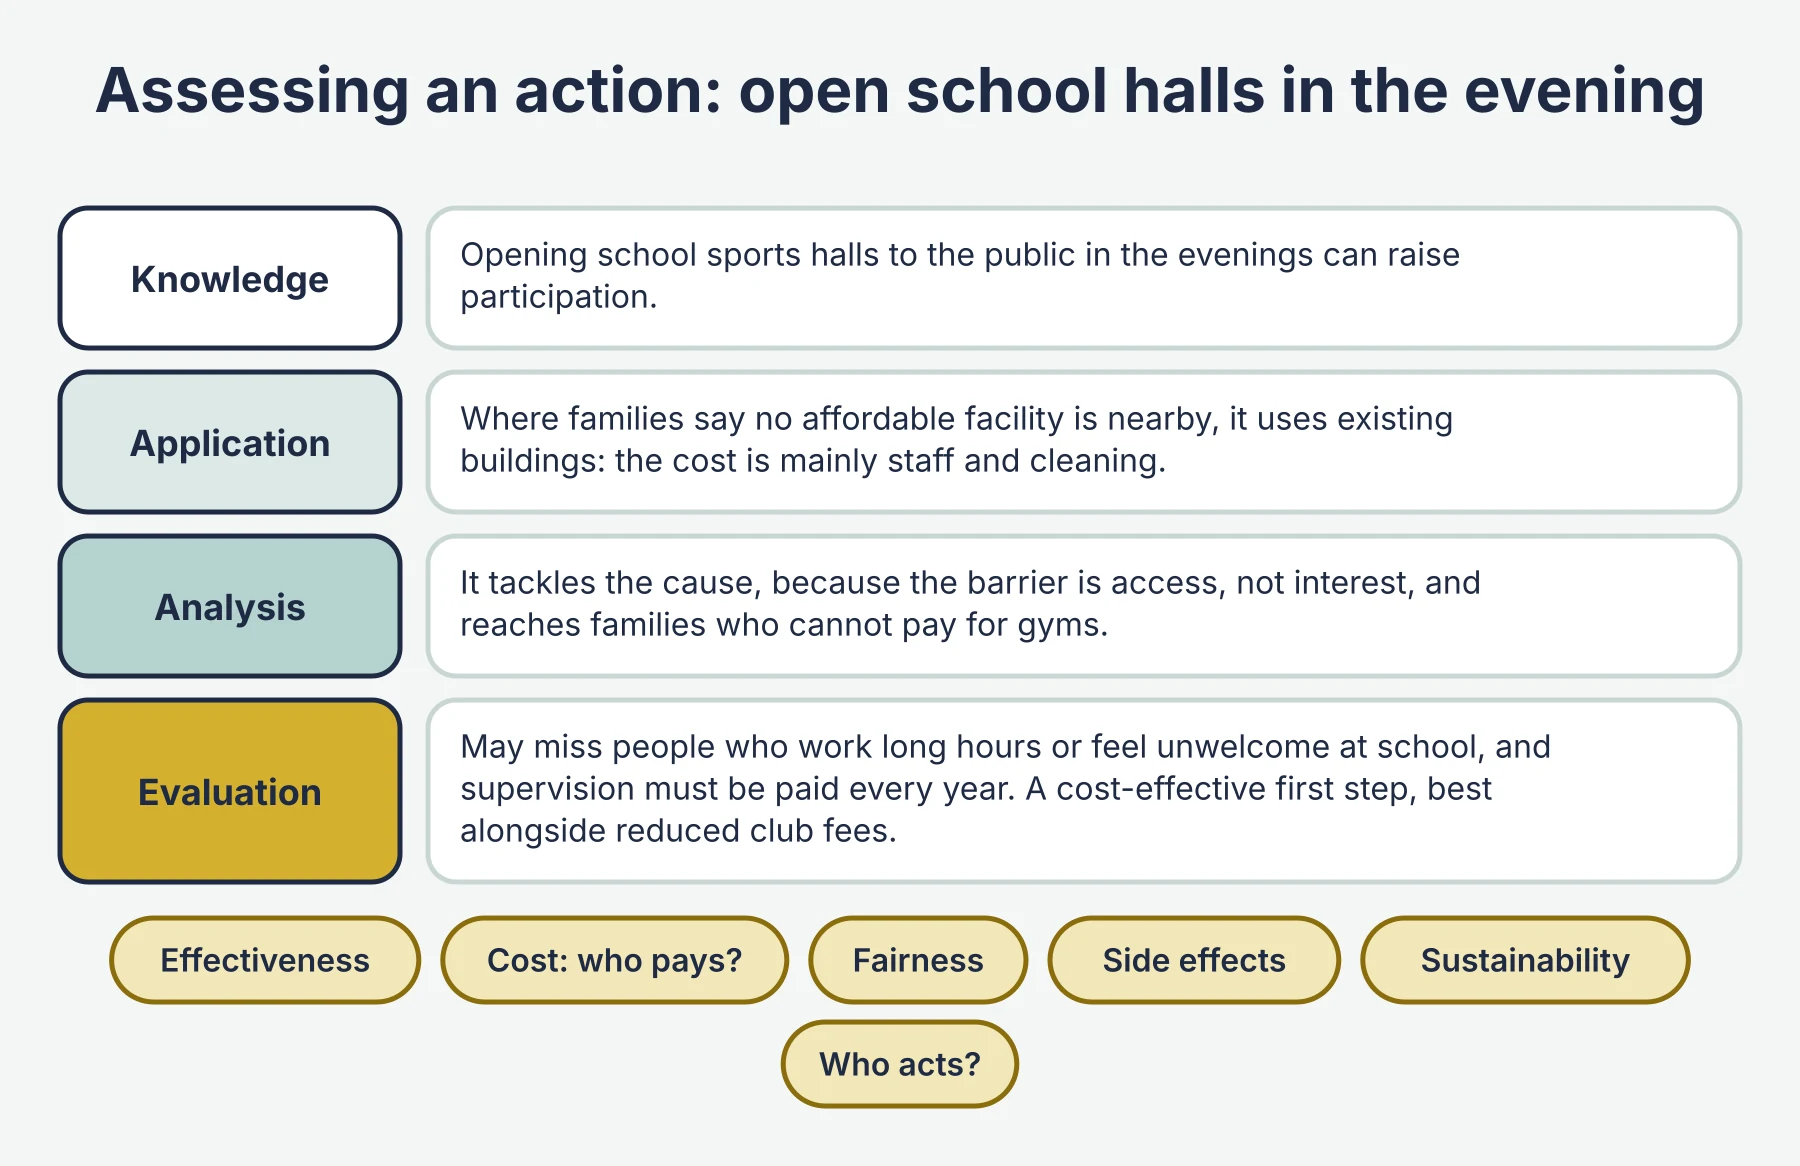 Assessing an action: open school halls in the evening
Knowledge
Opening school sports halls to the public in the evenings can raise
participation.
Application
Where families say no affordable facility is nearby, it uses existing
buildings: the cost is mainly staff and cleaning.
Analysis
It tackles the cause, because the barrier is access, not interest, and
reaches families who cannot pay for gyms.
Evaluation
May miss people who work long hours or feel unwelcome at school, and
supervision must be paid every year. A cost-effective first step, best
alongside reduced club fees.
Effectiveness
Cost: who pays?
Fairness
Side effects
Sustainability
Who acts?